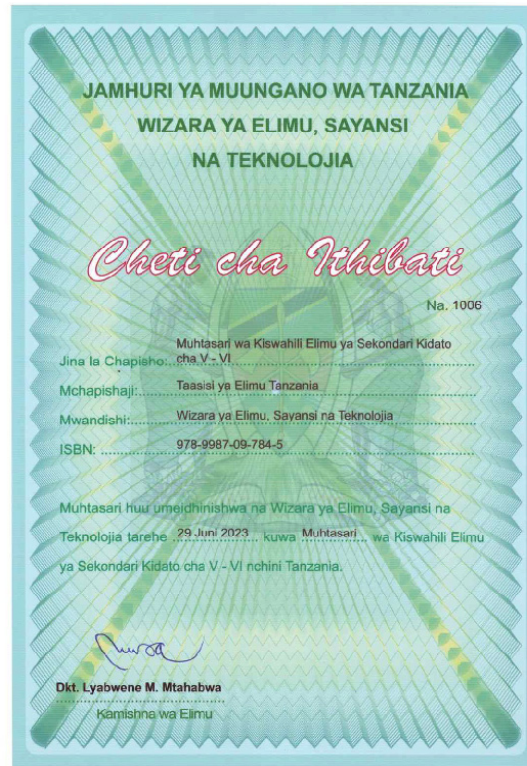 JAMHURI YA MUUNGANO WA TANZANIA
WIZARA YA ELIMU, SAYANSI
NA TEKNOLOJIA
Cheti cha Ithibati
Na. 1006
Jina la Chapisho: Muhtasari wa Kiswahili Elimu ya Sekondari Kidato
cha V - VI
Mchapishaji: Taasisi ya Elimu Tanzania
Mwandishi: Wizara ya Elimu, Sayansi na Teknolojia
ISBN: 978-9987-09-784-5
Muhtasari huu umeidhinishwa na Wizara ya Elimu, Sayansi na
Teknolojia tarehe 29 Juni 2023 kuwa Muhtasari wa Kiswahili Elimu
ya Sekondari Kidato cha V - VI nchini Tanzania.
Dkt. Lyabwene M. Mtahabwa
Kamishna wa Elimu